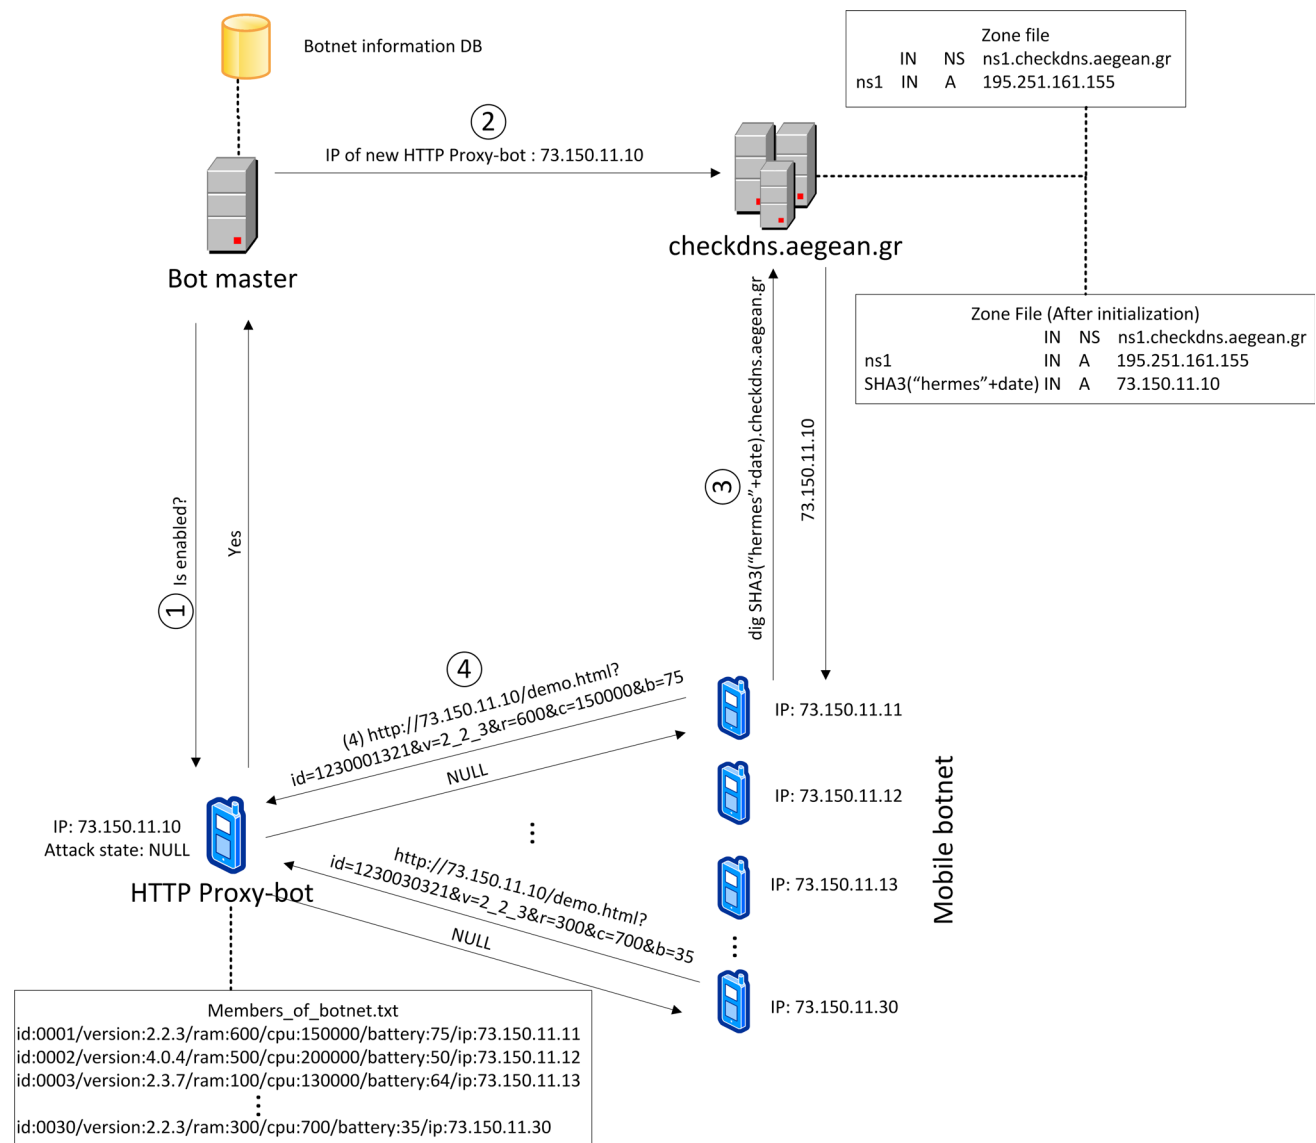 Botnet information DB
Zone file
IN NS ns1.checkdns.aegean.gr
ns1 IN A 195.251.161.155
2
IP of new HTTP Proxy-bot : 73.150.11.10
Bot master
checkdns.aegean.gr
Zone File (After initialization)
IN NS ns1.checkdns.aegean.gr
ns1 IN A 195.251.161.155
SHA3("hermes"+date) IN A 73.150.11.10
1 Is enabled?
Yes
3
dig SHA3("hermes"+date).checkdns.aegean.gr
73.150.11.10
4
(4) http://73.150.11.10/demo.html?
id=1230001321&v=2_2_3&r=600&c=150000&b=75
NULL
IP: 73.150.11.11
IP: 73.150.11.12
IP: 73.150.11.13
IP: 73.150.11.30
Mobile botnet
IP: 73.150.11.10
Attack state: NULL
HTTP Proxy-bot
http://73.150.11.10/demo.html?
id=1230030321&v=2_2_3&r=300&c=700&b=35
NULL
Members_of_botnet.txt
id:0001/version:2.2.3/ram:600/cpu:150000/battery:75/ip:73.150.11.11
id:0002/version:4.0.4/ram:500/cpu:200000/battery:50/ip:73.150.11.12
id:0003/version:2.3.7/ram:100/cpu:130000/battery:64/ip:73.150.11.13
id:0030/version:2.2.3/ram:300/cpu:700/battery:35/ip:73.150.11.30